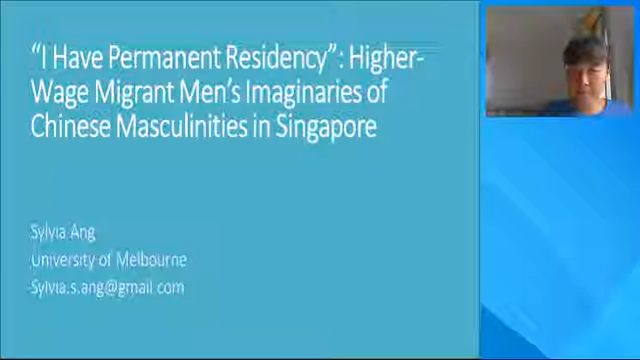 “I Have Permanent Residency”: Higher-
Wage Migrant Men’s Imaginaries of
Chinese Masculinities in Singapore
Sylvia Ang
University of Melbourne
Sylvia.s.ang@gmail.com